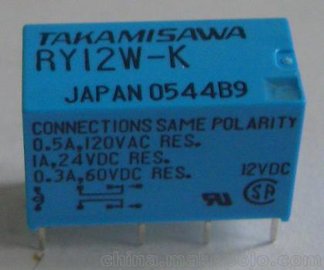 TAKAMISAWA
RY12W-K
JAPAN 0544B9
CONNECTIONS SAME POLARITY
0.5A,120VAC RES.
1A,24VDC RES.
0.3A,60VDC RES.
12VDC
china.makepolo.com